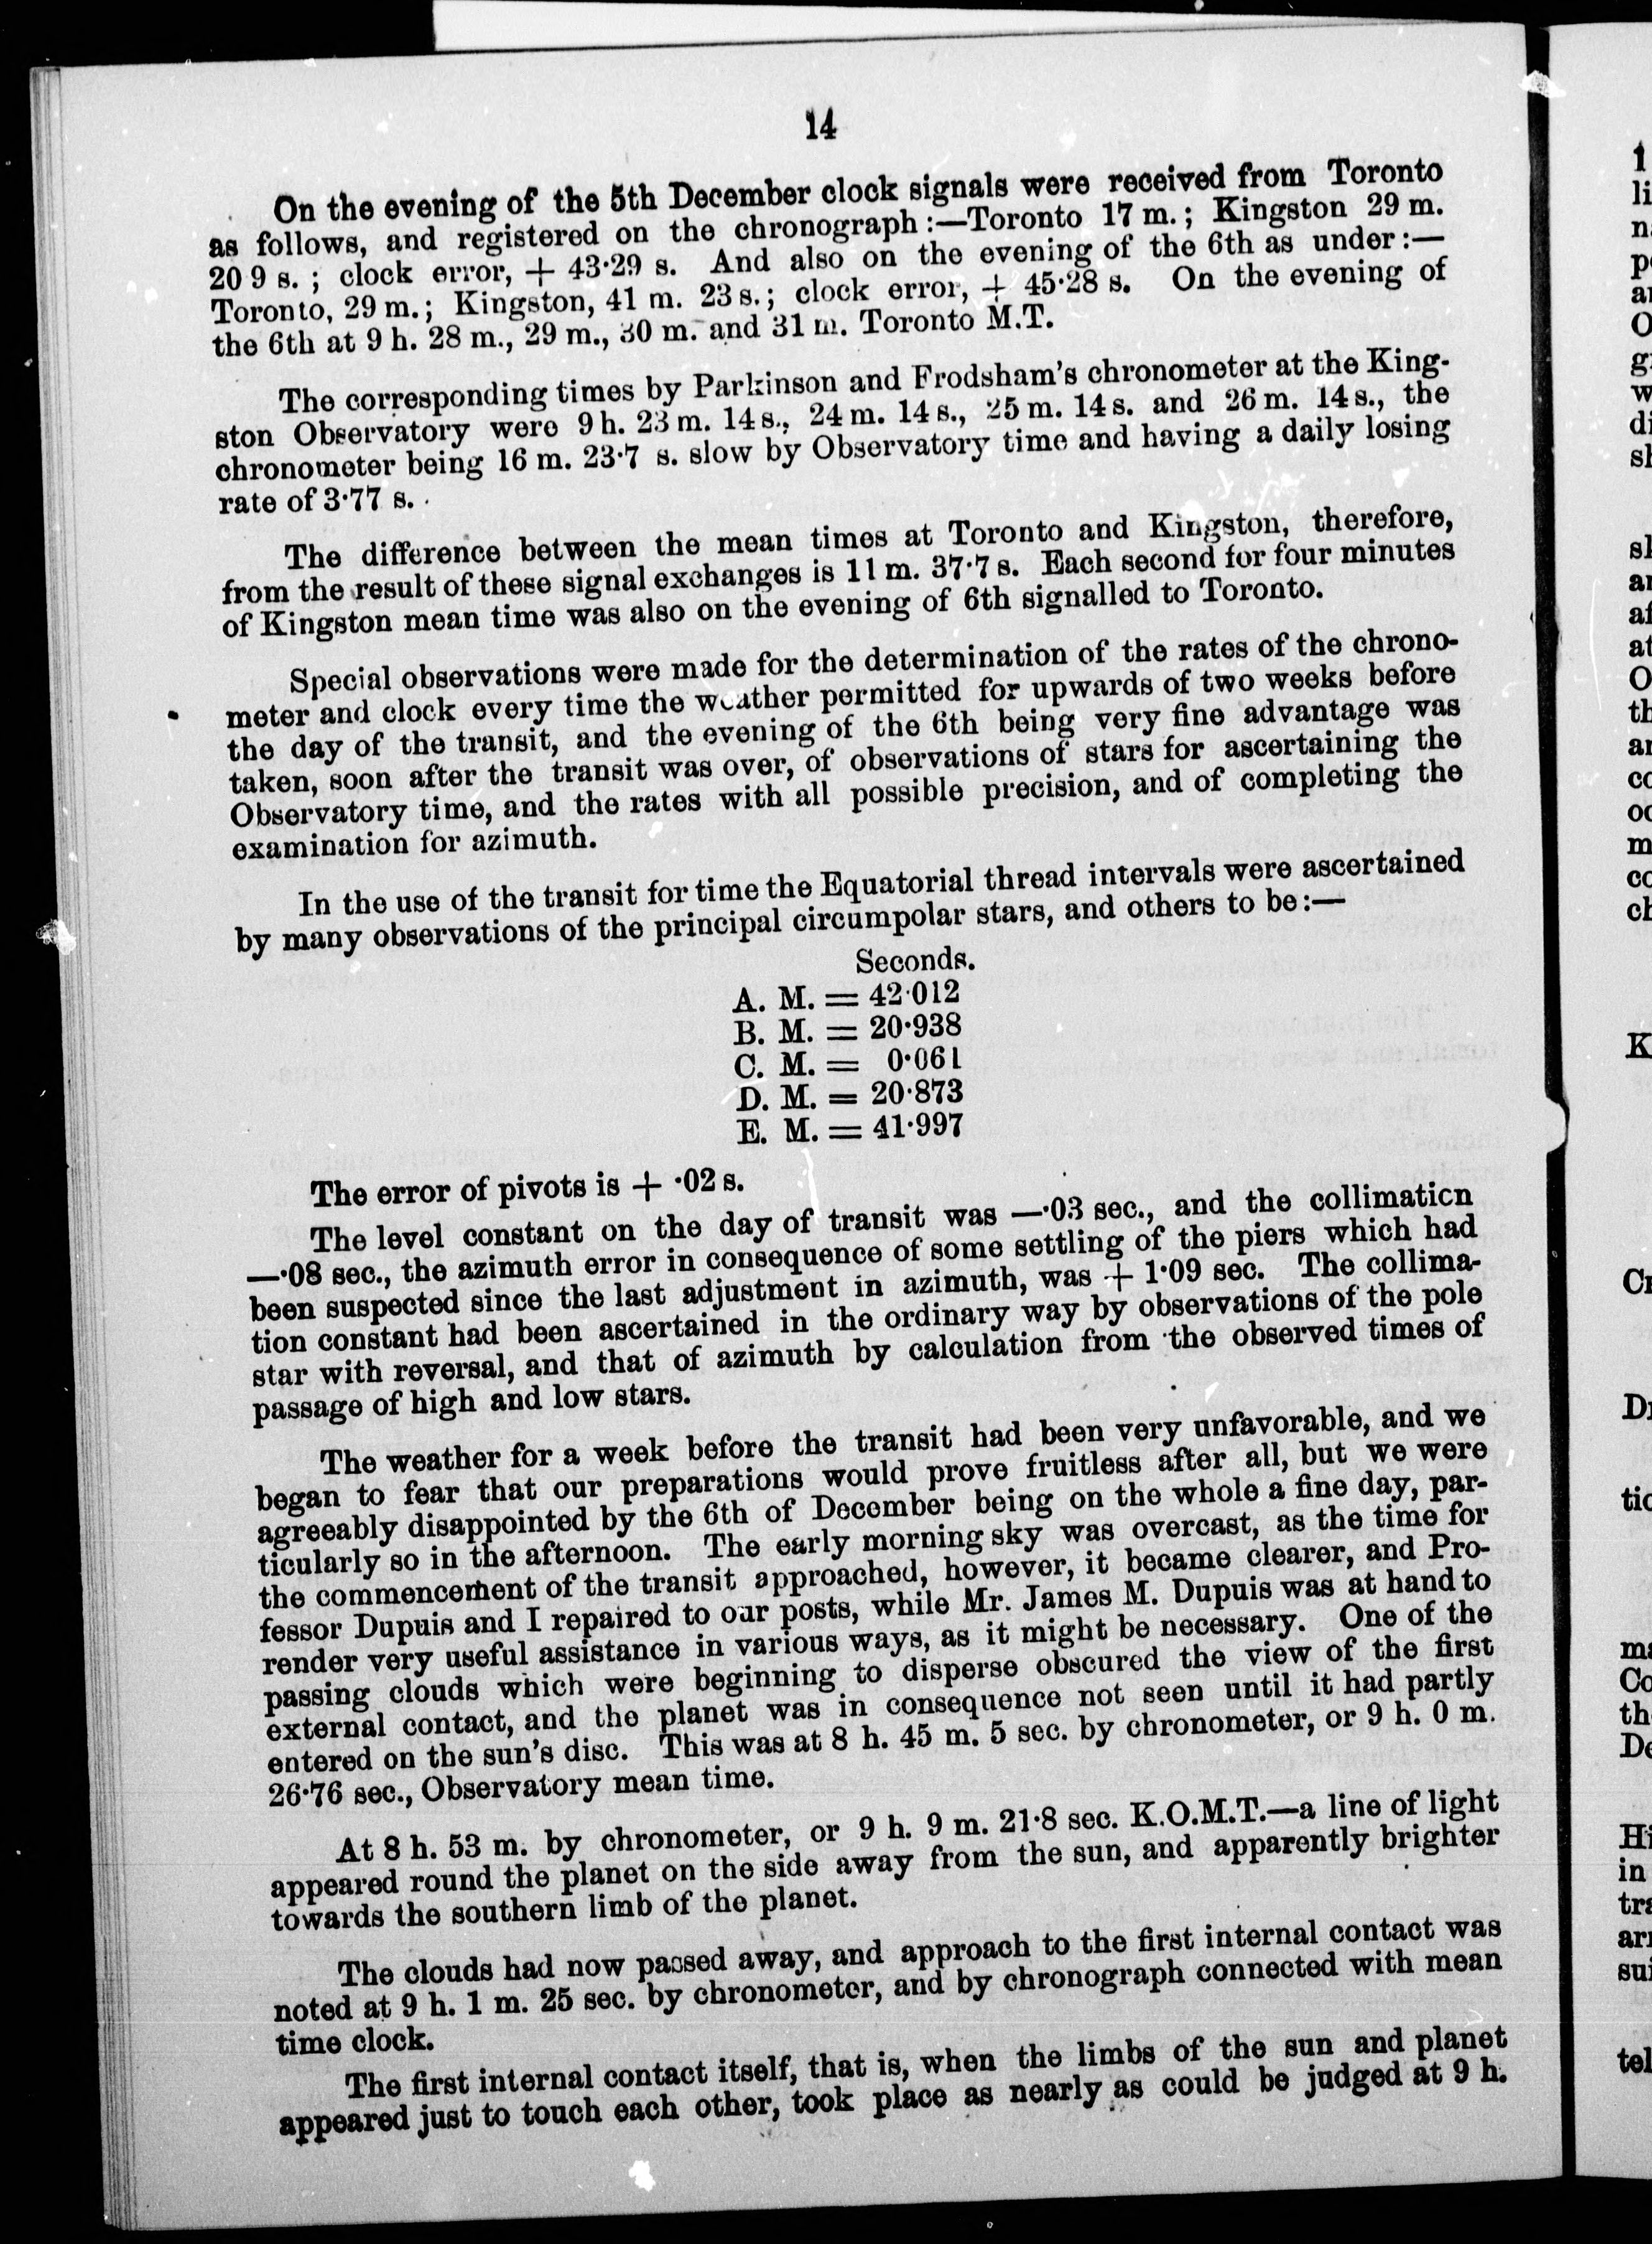 14
On the evening of the 5th December clock signals were received from Toronto
as follows, and registered on the chronograph :—Toronto 17 m. ; Kingston 29 m.
20 9 s. ; clock error, + 43·29 s. And also on the evening of the 6th as under :—
Toronto, 29 m. ; Kingston, 41 m. 23 s. ; clock error, + 45·28 s. On the evening of
the 6th at 9 h. 28 m., 29 m., 30 m. and 31 m. Toronto M.T.
The corresponding times by Parkinson and Frodsham's chronometer at the King-
ston Observatory were 9 h. 23 m. 14 s., 24 m. 14 s., 25 m. 14 s. and 26 m. 14 s., the
chronometer being 16 m. 23·7 s. slow by Observatory time and having a daily losing
rate of 3·77 s.
The difference between the mean times at Toronto and Kingston, therefore,
from the result of these signal exchanges is 11 m. 37·7 s. Each second for four minutes
of Kingston mean time was also on the evening of 6th signalled to Toronto.
Special observations were made for the determination of the rates of the chrono-
meter and clock every time the weather permitted for upwards of two weeks before
the day of the transit, and the evening of the 6th being very fine advantage was
taken, soon after the transit was over, of observations of stars for ascertaining the
Observatory time, and the rates with all possible precision, and of completing the
examination for azimuth.
In the use of the transit for time the Equatorial thread intervals were ascertained
by many observations of the principal circumpolar stars, and others to be :—
Seconds.
A. M. = 42·012
B. M. = 20·938
C. M. = 0·061
D. M. = 20·873
E. M. = 41·997
The error of pivots is + ·02 s.
The level constant on the day of transit was —·03 sec., and the collimation
—·08 sec., the azimuth error in consequence of some settling of the piers which had
been suspected since the last adjustment in azimuth, was + 1·09 sec. The collima-
tion constant had been ascertained in the ordinary way by observations of the pole
star with reversal, and that of azimuth by calculation from the observed times of
passage of high and low stars.
The weather for a week before the transit had been very unfavorable, and we
began to fear that our preparations would prove fruitless after all, but we were
agreeably disappointed by the 6th of December being on the whole a fine day, par-
ticularly so in the afternoon. The early morning sky was overcast, as the time for
the commencement of the transit approached, however, it became clearer, and Pro-
fessor Dupuis and I repaired to our posts, while Mr. James M. Dupuis was at hand to
render very useful assistance in various ways, as it might be necessary. One of the
passing clouds which were beginning to disperse obscured the view of the first
external contact, and the planet was in consequence not seen until it had partly
entered on the sun's disc. This was at 8 h. 45 m. 5 sec. by chronometer, or 9 h. 0 m.
26·76 sec., Observatory mean time.
At 8 h. 53 m. by chronometer, or 9 h. 9 m. 21·8 sec. K.O.M.T.—a line of light
appeared round the planet on the side away from the sun, and apparently brighter
towards the southern limb of the planet.
The clouds had now passed away, and approach to the first internal contact was
noted at 9 h. 1 m. 25 sec. by chronometer, and by chronograph connected with mean
time clock.
The first internal contact itself, that is, when the limbs of the sun and planet
appeared just to touch each other, took place as nearly as could be judged at 9 h.